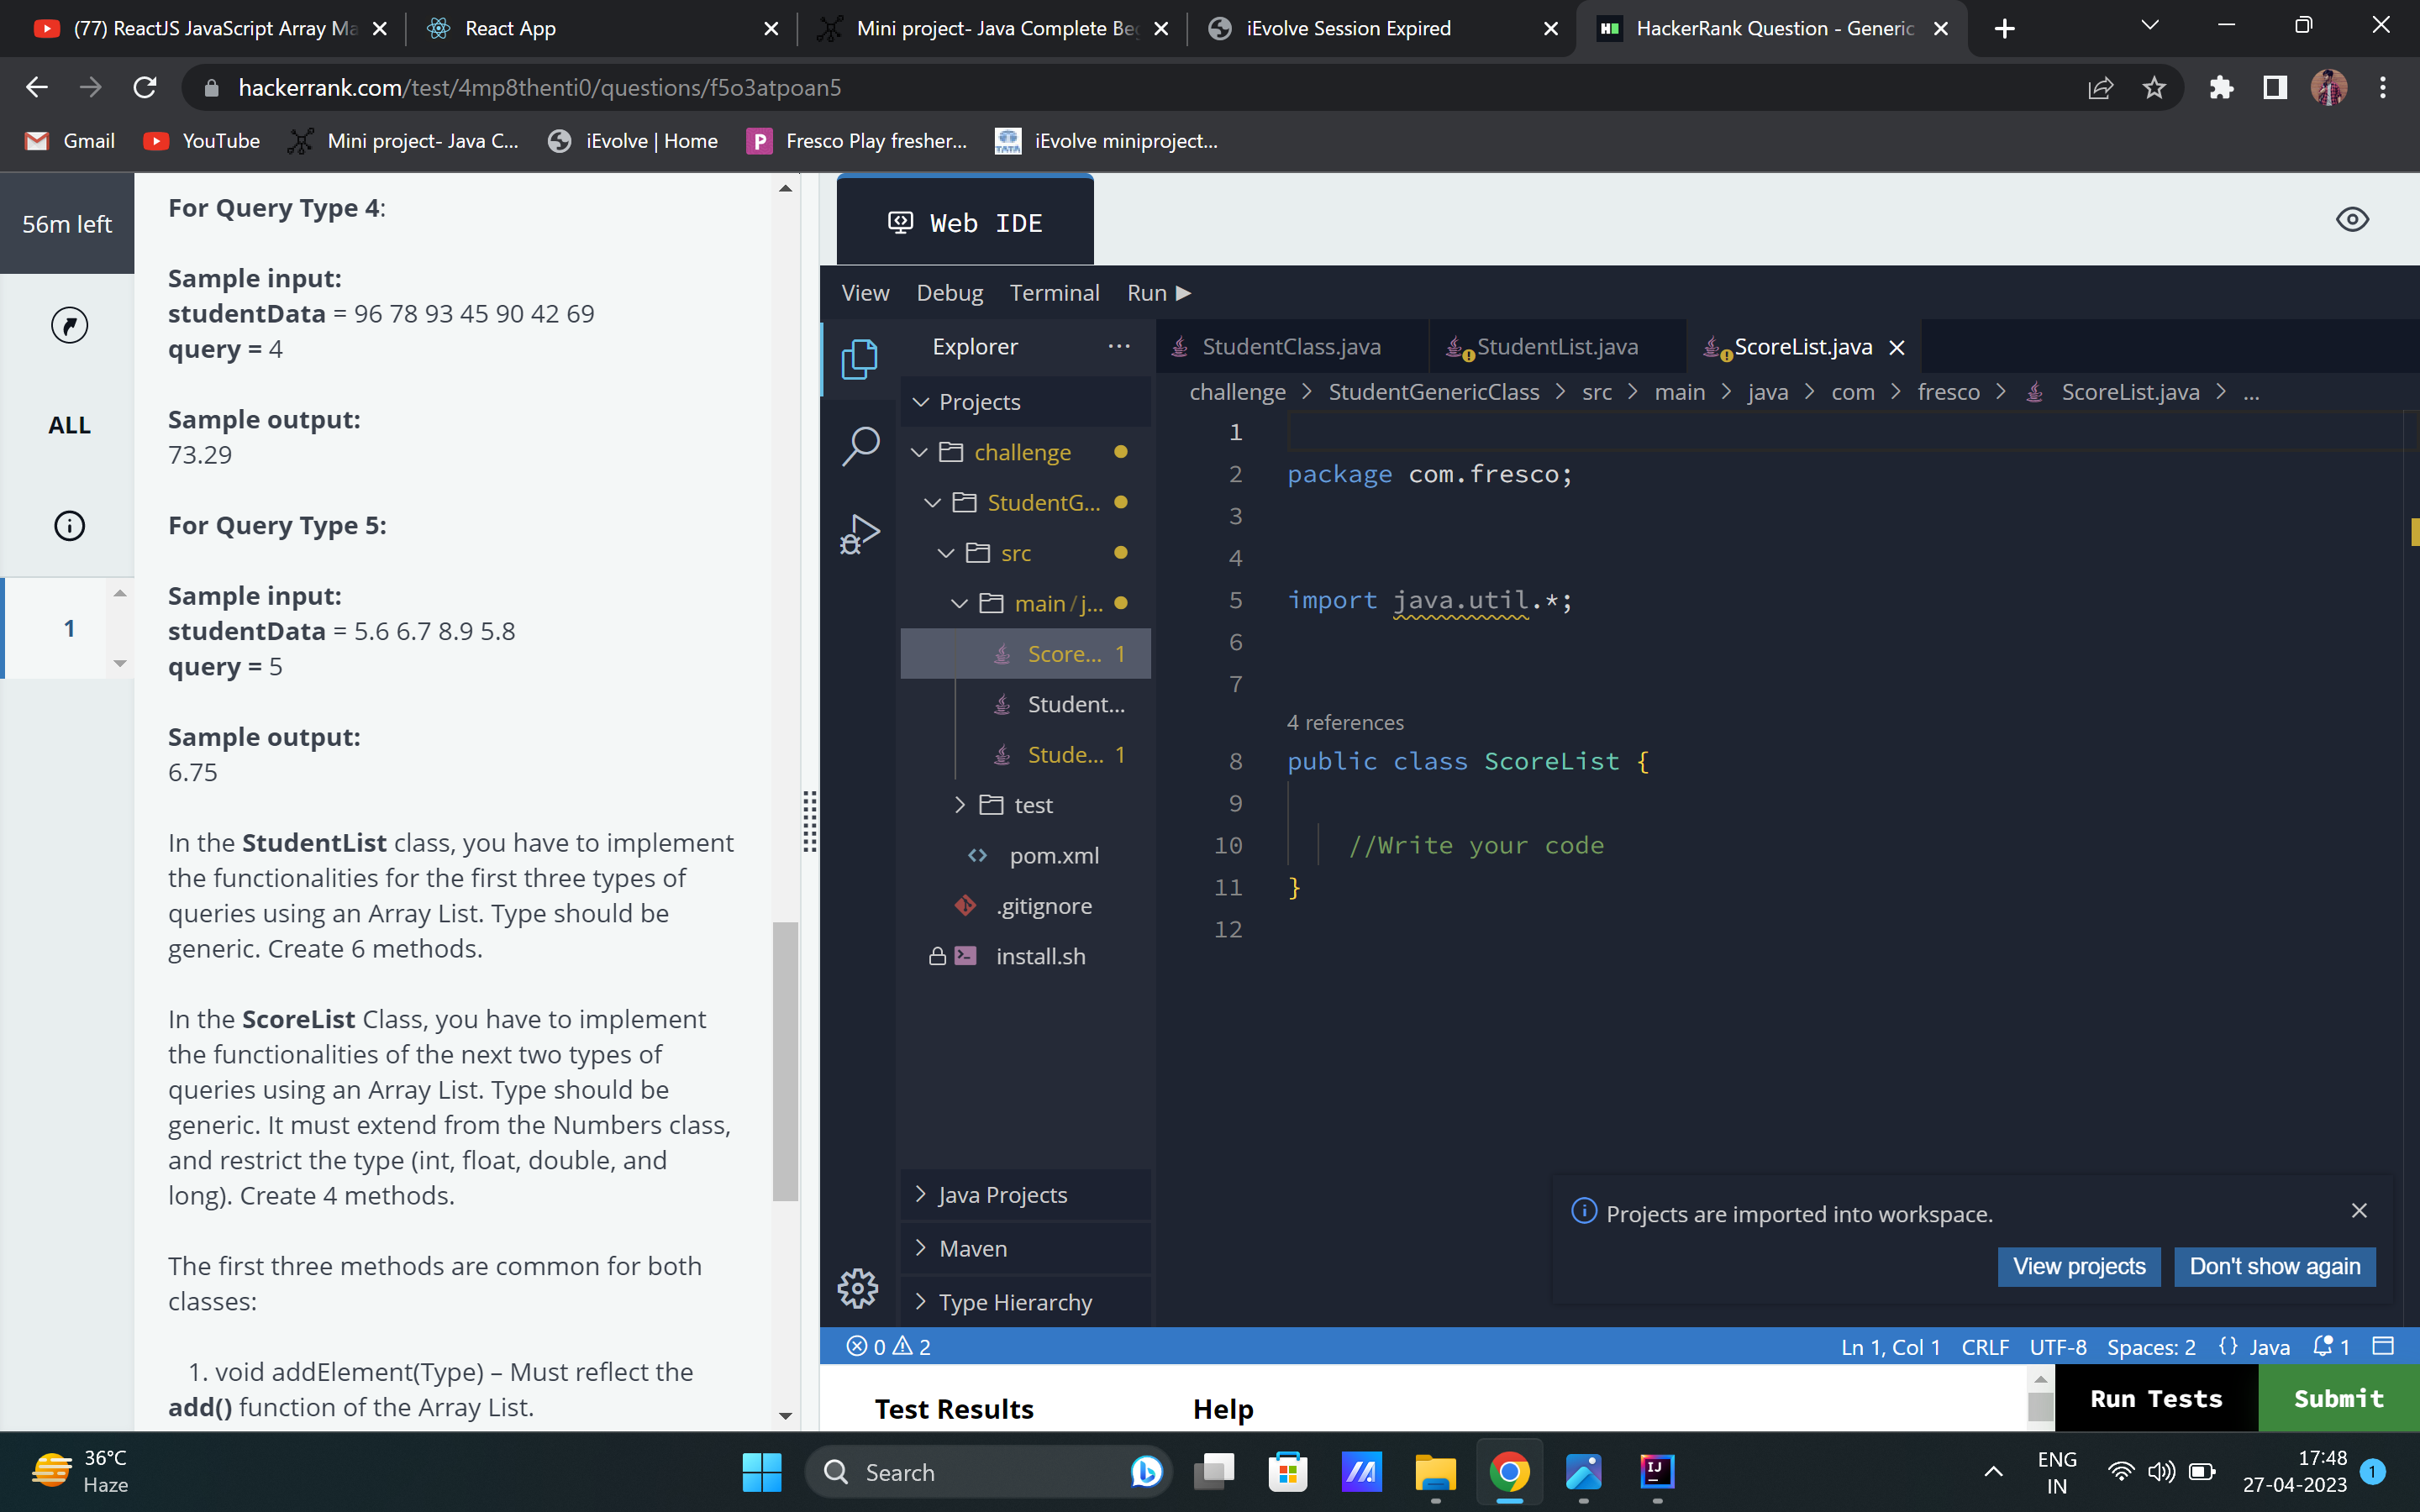 (77) ReactJS JavaScript Array Ma
React App
Mini project- Java Complete Be
iEvolve Session Expired
HackerRank Question - Generic
hackerrank.com/test/4mp8thenti0/questions/f5o3atpoan5
Gmail
YouTube
Mini project- Java C...
iEvolve | Home
Fresco Play fresher...
iEvolve miniproject...
56m left
ALL
1
For Query Type 4:
Sample input:
studentData = 96 78 93 45 90 42 69
query = 4
Sample output:
73.29
For Query Type 5:
Sample input:
studentData = 5.6 6.7 8.9 5.8
query = 5
Sample output:
6.75
In the StudentList class, you have to implement
the functionalities for the first three types of
queries using an Array List. Type should be
generic. Create 6 methods.
In the ScoreList Class, you have to implement
the functionalities of the next two types of
queries using an Array List. Type should be
generic. It must extend from the Numbers class,
and restrict the type (int, float, double, and
long). Create 4 methods.
The first three methods are common for both
classes:
1. void addElement(Type) – Must reflect the
add() function of the Array List.
Web IDE
View Debug Terminal Run
Explorer
Projects
challenge
StudentG...
src
main/j...
Score... 1
Student...
Stude... 1
test
pom.xml
.gitignore
install.sh
Java Projects
Maven
Type Hierarchy
StudentClass.java
StudentList.java
ScoreList.java
challenge > StudentGenericClass > src > main > java > com > fresco > ScoreList.java > ...
1
2 package com.fresco;
3
4
5 import java.util.*;
6
7
4 references
8 public class ScoreList {
9
10 //Write your code
11 }
12
Projects are imported into workspace.
View projects
Don't show again
0 2
Ln 1, Col 1 CRLF UTF-8 Spaces: 2 {} Java 1
Test Results
Help
Run Tests
Submit
36°C
Haze
Search
ENG
IN
17:48
27-04-2023
1